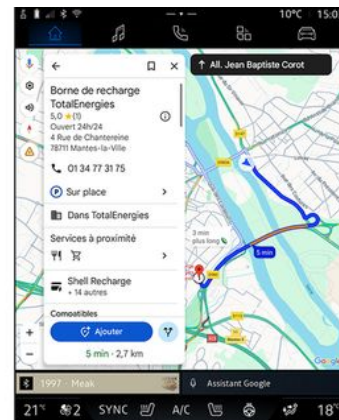 10°C 15:0
Borne de recharge
TotalEnergies
5,0 ★(1)
Ouvert 24h/24
4 Rue de Chantereine
78711 Mantes-la-Ville
01 34 77 31 75
Sur place
Dans TotalEnergies
Services à proximité
Shell Recharge
• 14 autres
Compatibles
Ajouter
5 min · 2,7 km
All. Jean Baptiste Corot
3 min
plus long
5 min
Google
1997 - Meak
Assistant Google
21° 2 SYNC A/C 18°